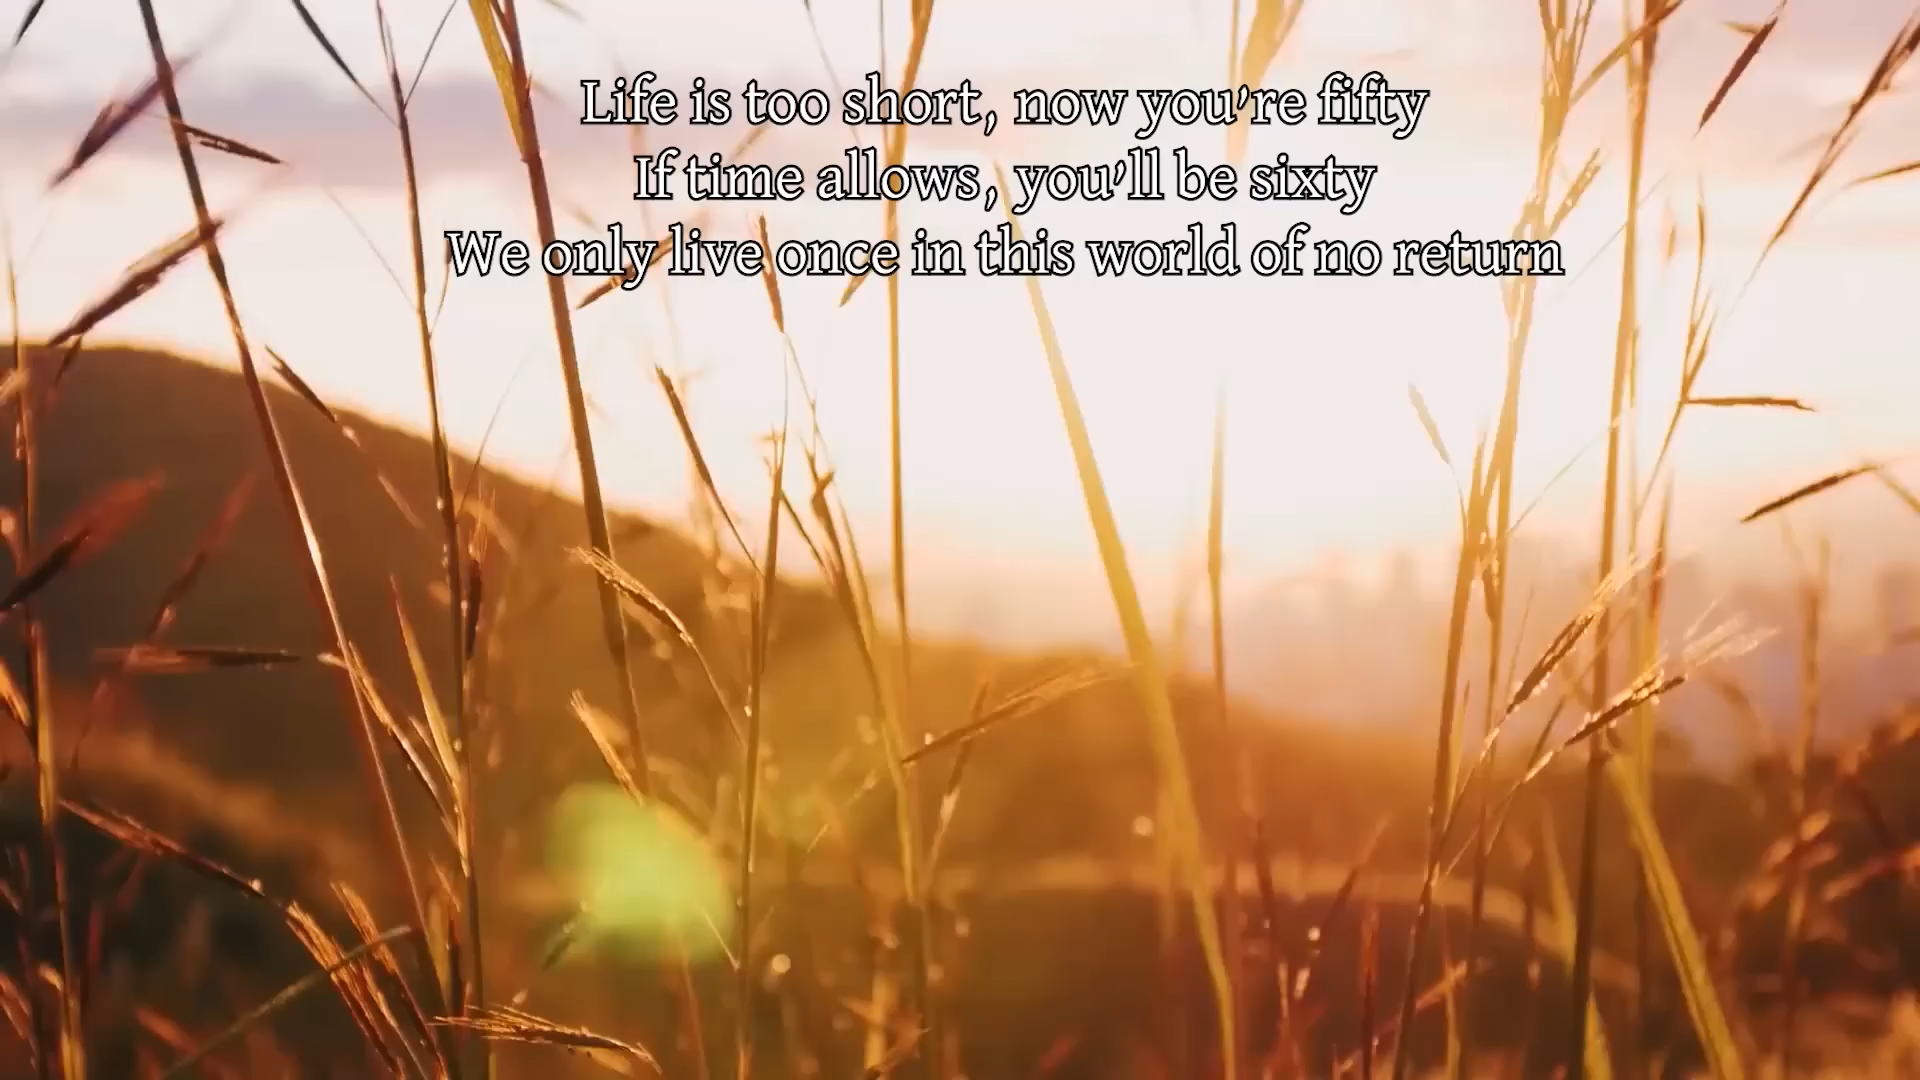 Life is too short, now you're fifty
If time allows, you'll be sixty
We only live once in this world of no return